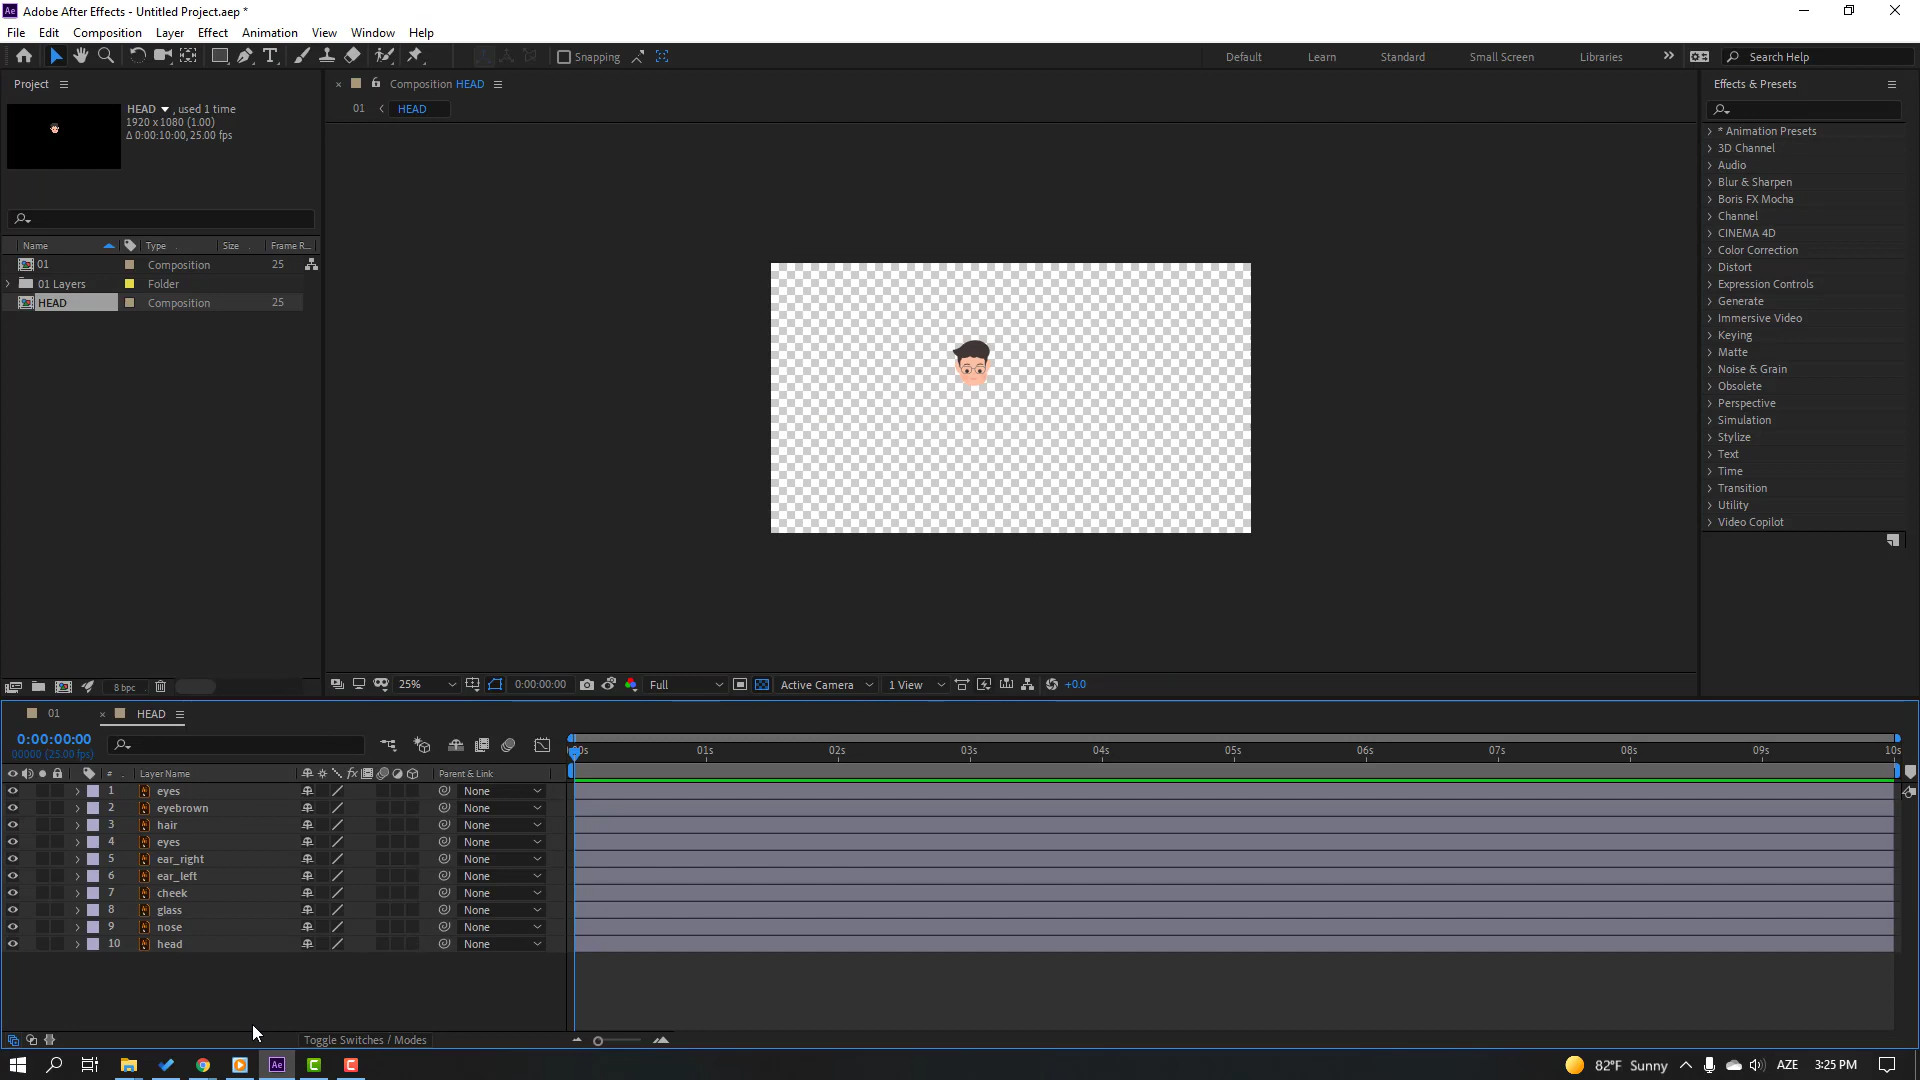 Adobe After Effects - Untitled Project.aep *
File Edit Composition Layer Effect Animation View Window Help
Snapping Default Learn Standard Small Screen Libraries Search Help
Project
HEAD , used 1 time
1920 x 1080 (1.00)
Δ 0:00:10:00, 25.00 fps
Name Type Size Frame R...
01 Composition 25
01 Layers Folder
HEAD Composition 25
8 bpc
Composition HEAD
01 HEAD
25% 0:00:00:00 Full Active Camera 1 View +0.0
Effects & Presets
* Animation Presets
3D Channel
Audio
Blur & Sharpen
Boris FX Mocha
Channel
CINEMA 4D
Color Correction
Distort
Expression Controls
Generate
Immersive Video
Keying
Matte
Noise & Grain
Obsolete
Perspective
Simulation
Stylize
Text
Time
Transition
Utility
Video Copilot
01 HEAD
0:00:00:00
00000 (25.00 fps)
:00s 01s 02s 03s 04s 05s 06s 07s 08s 09s 10s
# Layer Name Parent & Link
1 eyes None
2 eyebrown None
3 hair None
4 eyes None
5 ear_right None
6 ear_left None
7 cheek None
8 glass None
9 nose None
10 head None
Toggle Switches / Modes
82°F Sunny AZE 3:25 PM